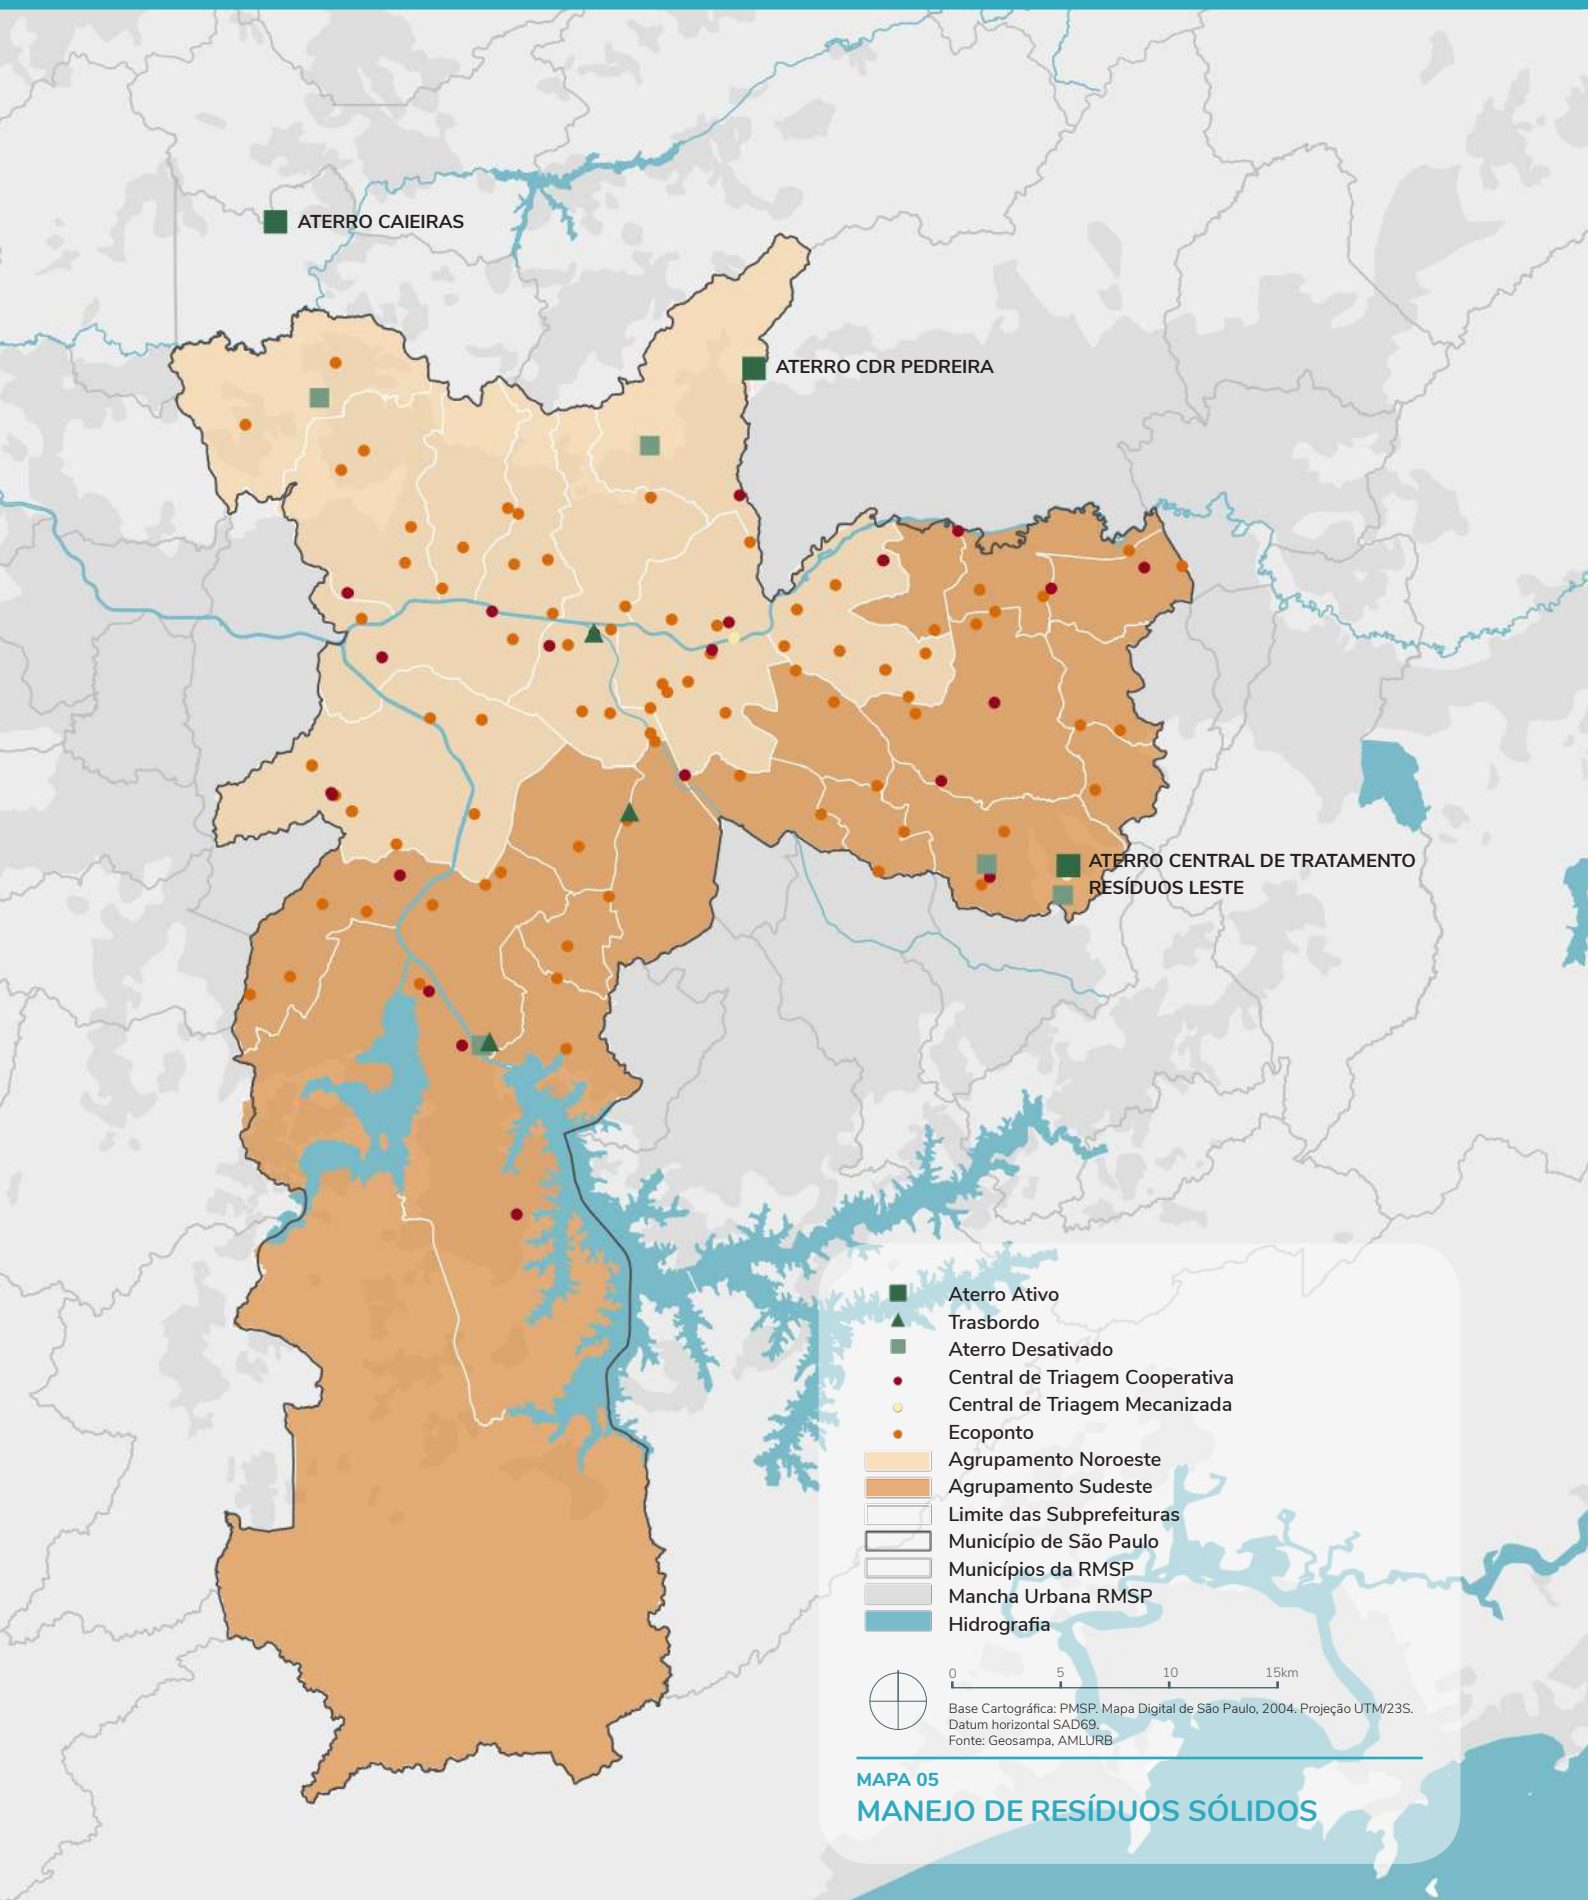 ATERRO CAIEIRAS
ATERRO CDR PEDREIRA
ATERRO CENTRAL DE TRATAMENTO
RESÍDUOS LESTE
Aterro Ativo
Trasbordo
Aterro Desativado
Central de Triagem Cooperativa
Central de Triagem Mecanizada
Ecoponto
Agrupamento Noroeste
Agrupamento Sudeste
Limite das Subprefeituras
Município de São Paulo
Municípios da RMSP
Mancha Urbana RMSP
Hidrografia
0 5 10 15km
Base Cartográfica: PMSP. Mapa Digital de São Paulo, 2004. Projeção UTM/23S.
Datum horizontal SAD69.
Fonte: Geosampa, AMLURB
MAPA 05
MANEJO DE RESÍDUOS SÓLIDOS